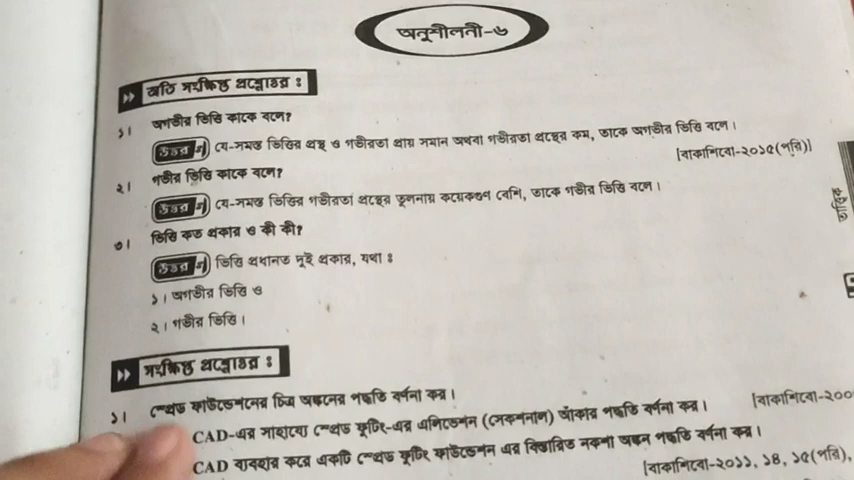 অনুশীলনী-৬
অতি সংক্ষিপ্ত প্রশ্নোত্তর :
১। অগভীর ভিত্তি কাকে বলে?
উত্তর যে-সমস্ত ভিত্তির প্রস্থ ও গভীরতা প্রায় সমান অথবা গভীরতা প্রস্থের কম, তাকে অগভীর ভিত্তি বলে।
[বাকাশিবো-২০১৫(পরি)]
২। গভীর ভিত্তি কাকে বলে?
উত্তর যে-সমস্ত ভিত্তির গভীরতা প্রস্থের তুলনায় কয়েকগুণ বেশি, তাকে গভীর ভিত্তি বলে।
৩। ভিত্তি কত প্রকার ও কী কী?
উত্তর ভিত্তি প্রধানত দুই প্রকার, যথা :
১। অগভীর ভিত্তি ও
২। গভীর ভিত্তি।
সংক্ষিপ্ত প্রশ্নোত্তর :
১। স্প্রেড ফাউন্ডেশনের চিত্র অঙ্কনের পদ্ধতি বর্ণনা কর।
[বাকাশিবো-২০০
CAD-এর সাহায্যে স্প্রেড ফুটিং-এর এলিভেশন (সেকশনাল) আঁকার পদ্ধতি বর্ণনা কর।
CAD ব্যবহার করে একটি স্প্রেড ফুটিং ফাউন্ডেশন এর বিস্তারিত নকশা অঙ্কন পদ্ধতি বর্ণনা কর।
[বাকাশিবো-২০১১, ১৪, ১৫(পরি),